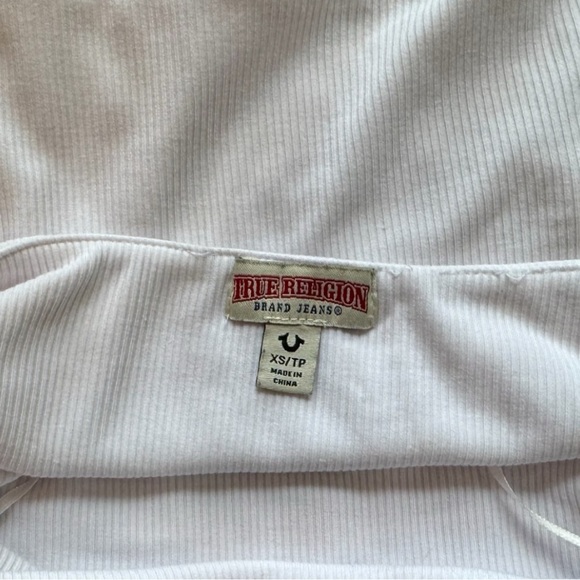 TRUE RELIGION
BRAND JEANS®
XS/TP
MADE IN
CHINA